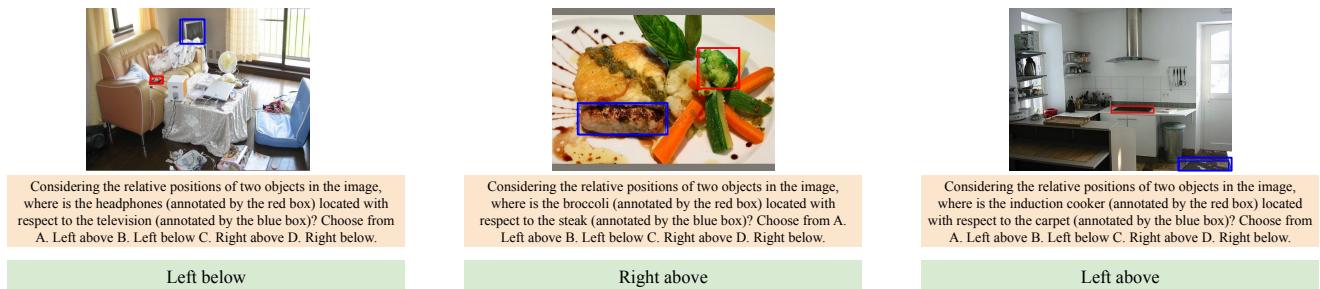 Considering the relative positions of two objects in the image,
where is the headphones (annotated by the red box) located with
respect to the television (annotated by the blue box)? Choose from
A. Left above B. Left below C. Right above D. Right below.
Left below
Considering the relative positions of two objects in the image,
where is the broccoli (annotated by the red box) located with
respect to the steak (annotated by the blue box)? Choose from A.
Left above B. Left below C. Right above D. Right below.
Right above
Considering the relative positions of two objects in the image,
where is the induction cooker (annotated by the red box) located
with respect to the carpet (annotated by the blue box)? Choose from
A. Left above B. Left below C. Right above D. Right below.
Left above